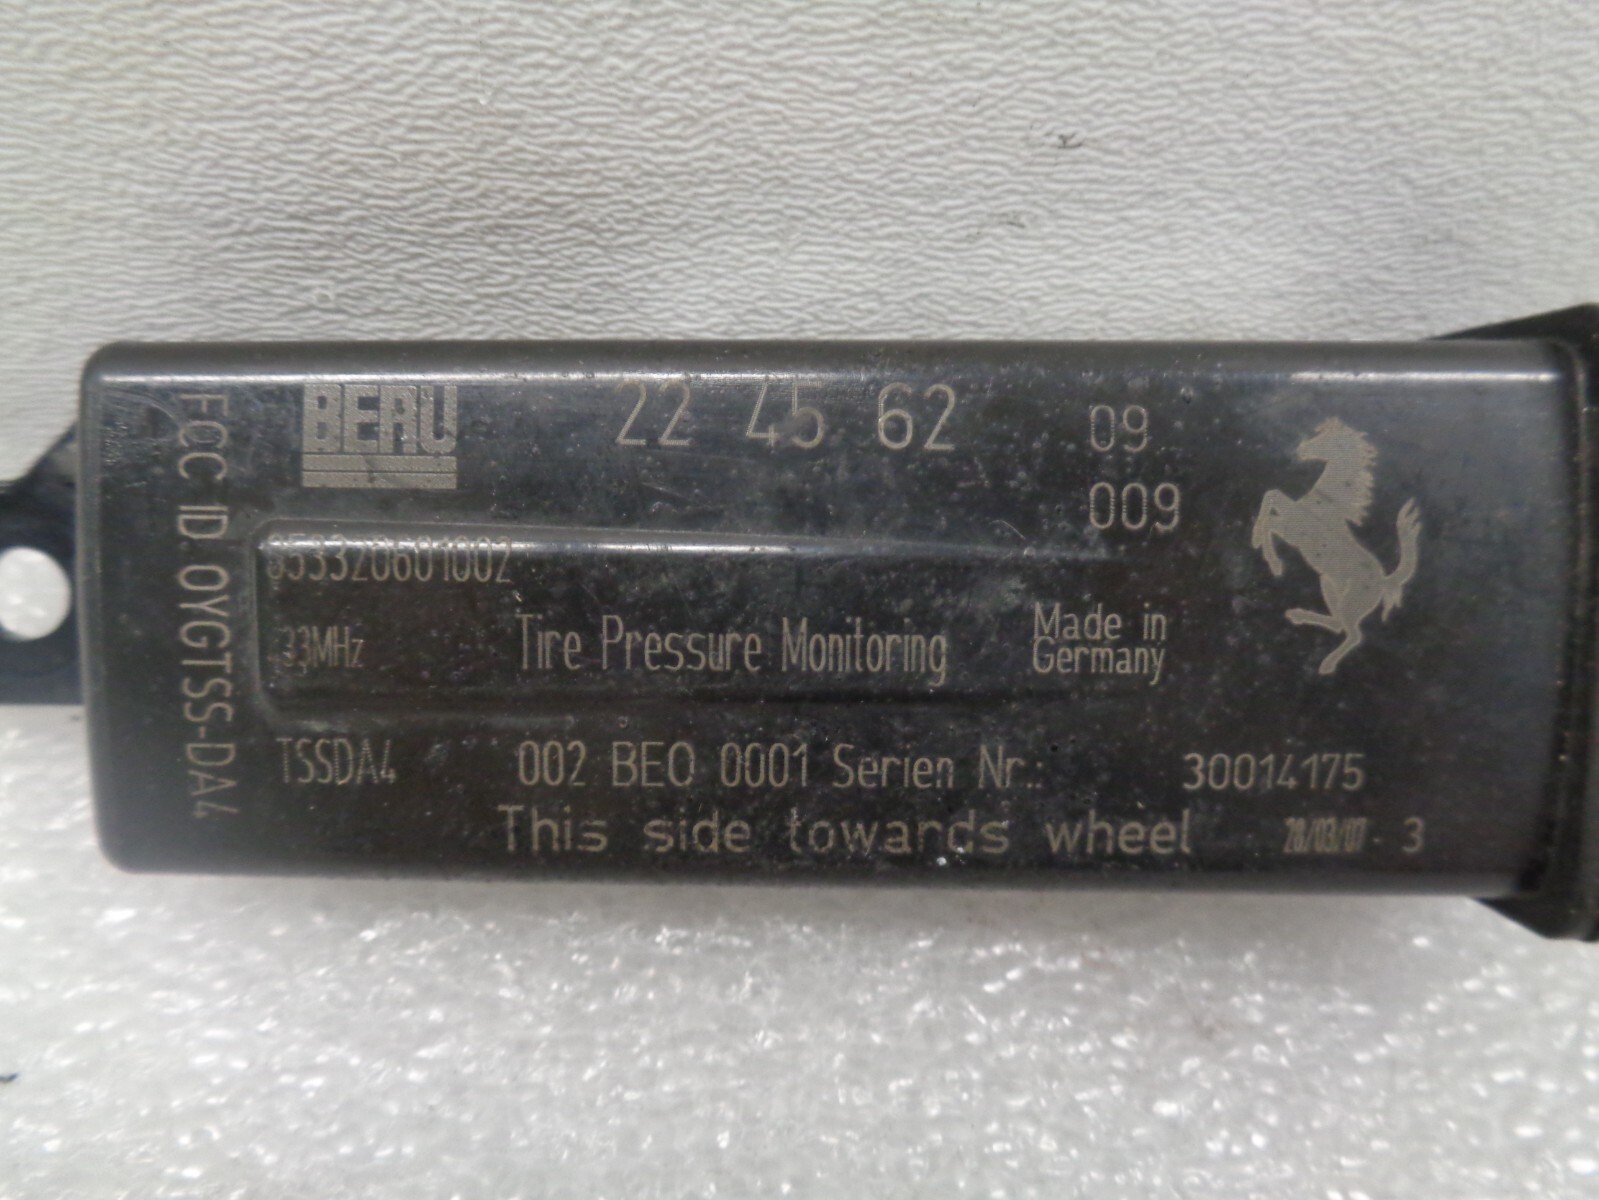 BERU
22 45 62
09
009
FCC ID. OYGTSS-DA4
853320601002
Tire Pressure Monitoring
Made in
Germany
TSSDA4
002 BEO 0001 Serien Nr.:
30014175
This side towards wheel
28/03/07 - 3